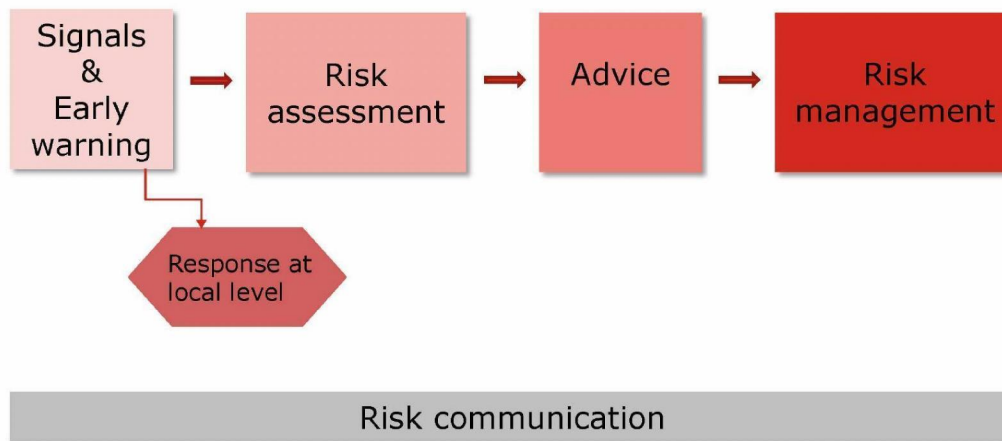 Signals
&
Early
warning
Risk
assessment
Advice
Risk
management
Response at
local level
Risk communication